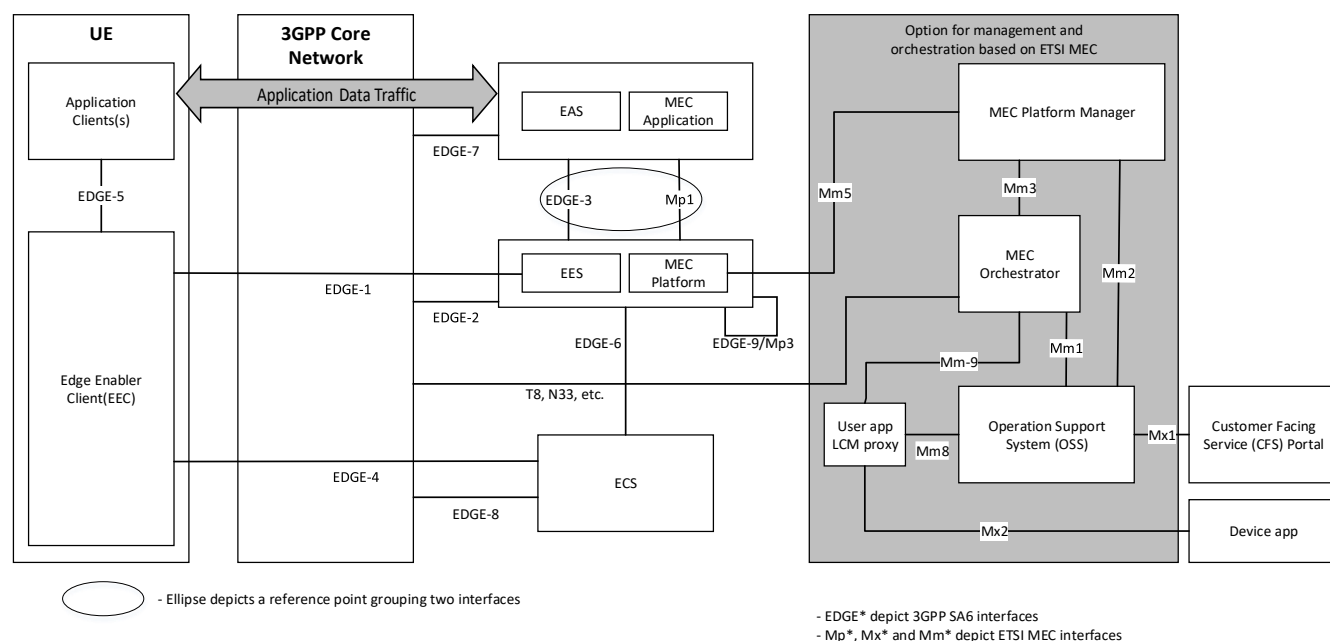 UE
3GPP Core
Network
Option for management and
orchestration based on ETSI MEC
Application
Clients(s)
Application Data Traffic
EAS
MEC
Application
MEC Platform Manager
EDGE-7
EDGE-5
EDGE-3
Mp1
Mm5
Mm3
Mm2
EES
MEC
Platform
MEC
Orchestrator
EDGE-1
EDGE-2
EDGE-6
EDGE-9/Mp3
Mm-9
Mm1
Edge Enabler
Client(EEC)
T8, N33, etc.
User app
LCM proxy
Mm8
Operation Support
System (OSS)
Mx1
Customer Facing
Service (CFS) Portal
EDGE-4
ECS
EDGE-8
Mx2
Device app
- Ellipse depicts a reference point grouping two interfaces
- EDGE* depict 3GPP SA6 interfaces
- Mp*, Mx* and Mm* depict ETSI MEC interfaces